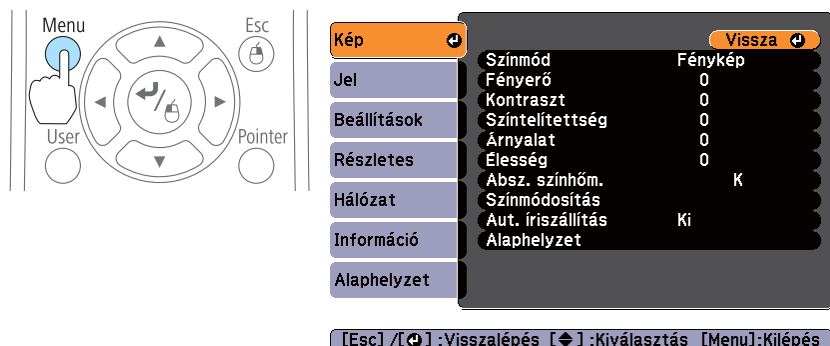 Menu
Esc
User
Pointer
Kép
Jel
Beállítások
Részletes
Hálózat
Információ
Alaphelyzet
Vissza
Színmód Fénykép
Fényerő 0
Kontraszt 0
Színtelítettség 0
Árnyalat 0
Élesség 0
Absz. színhőm. K
Színmódosítás
Aut. íriszállítás Ki
Alaphelyzet
[Esc] /[⏎] :Visszalépés [◆] :Kiválasztás [Menu]:Kilépés